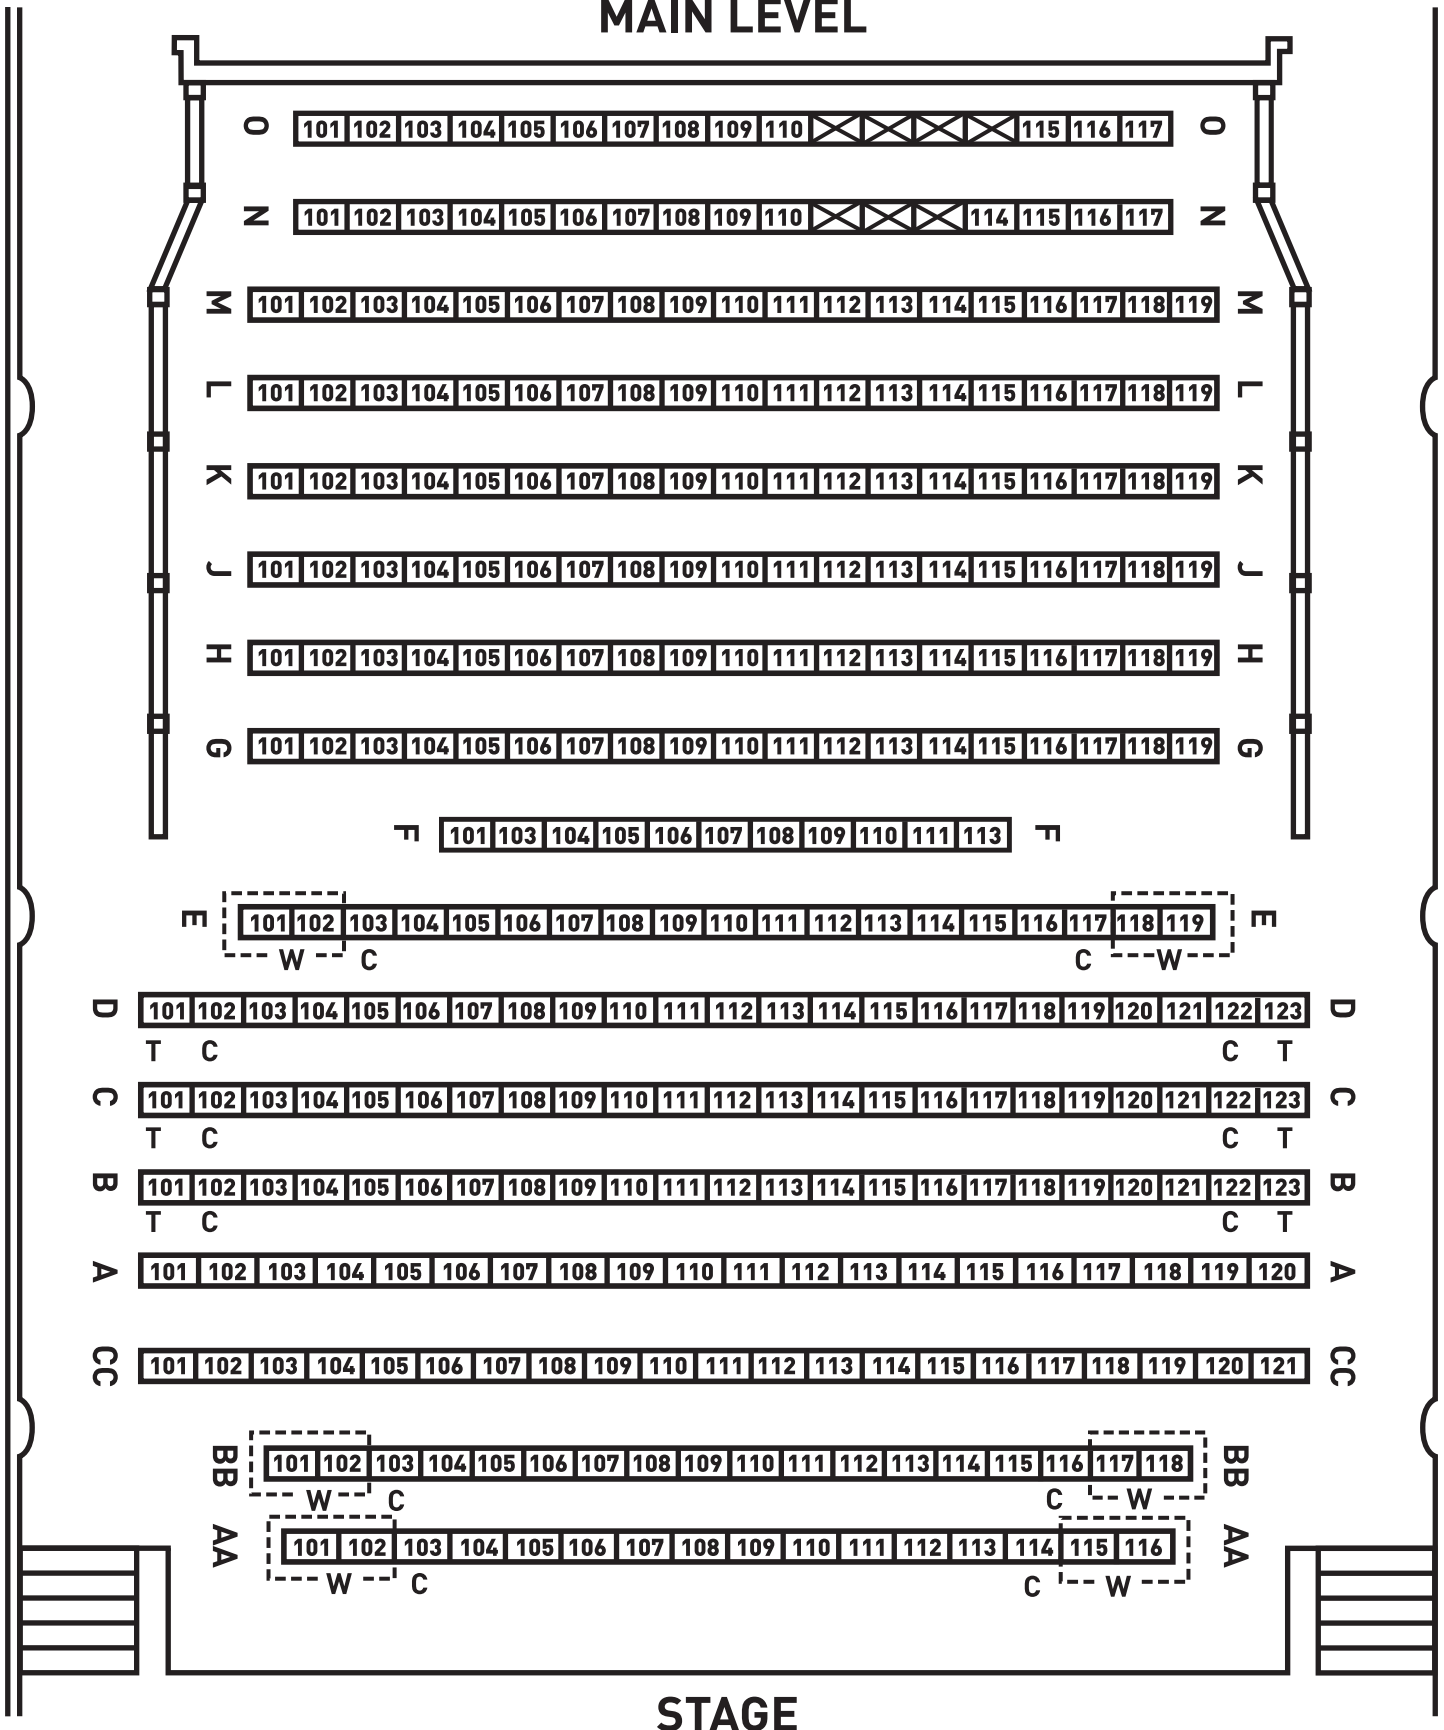 MAIN LEVEL
O 101 102 103 104 105 106 107 108 109 110 115 116 117 O
N 101 102 103 104 105 106 107 108 109 110 114 115 116 117 N
M 101 102 103 104 105 106 107 108 109 110 111 112 113 114 115 116 117 118 119 M
L 101 102 103 104 105 106 107 108 109 110 111 112 113 114 115 116 117 118 119 L
K 101 102 103 104 105 106 107 108 109 110 111 112 113 114 115 116 117 118 119 K
J 101 102 103 104 105 106 107 108 109 110 111 112 113 114 115 116 117 118 119 J
H 101 102 103 104 105 106 107 108 109 110 111 112 113 114 115 116 117 118 119 H
G 101 102 103 104 105 106 107 108 109 110 111 112 113 114 115 116 117 118 119 G
F 101 103 104 105 106 107 108 109 110 111 113 F
E 101 102 103 104 105 106 107 108 109 110 111 112 113 114 115 116 117 118 119 E
W C C W
D 101 102 103 104 105 106 107 108 109 110 111 112 113 114 115 116 117 118 119 120 121 122 123 D
T C C T
C 101 102 103 104 105 106 107 108 109 110 111 112 113 114 115 116 117 118 119 120 121 122 123 C
T C C T
B 101 102 103 104 105 106 107 108 109 110 111 112 113 114 115 116 117 118 119 120 121 122 123 B
T C C T
A 101 102 103 104 105 106 107 108 109 110 111 112 113 114 115 116 117 118 119 120 A
CC 101 102 103 104 105 106 107 108 109 110 111 112 113 114 115 116 117 118 119 120 121 CC
BB 101 102 103 104 105 106 107 108 109 110 111 112 113 114 115 116 117 118 BB
W C C W
AA 101 102 103 104 105 106 107 108 109 110 111 112 113 114 115 116 AA
W C C W
STAGE